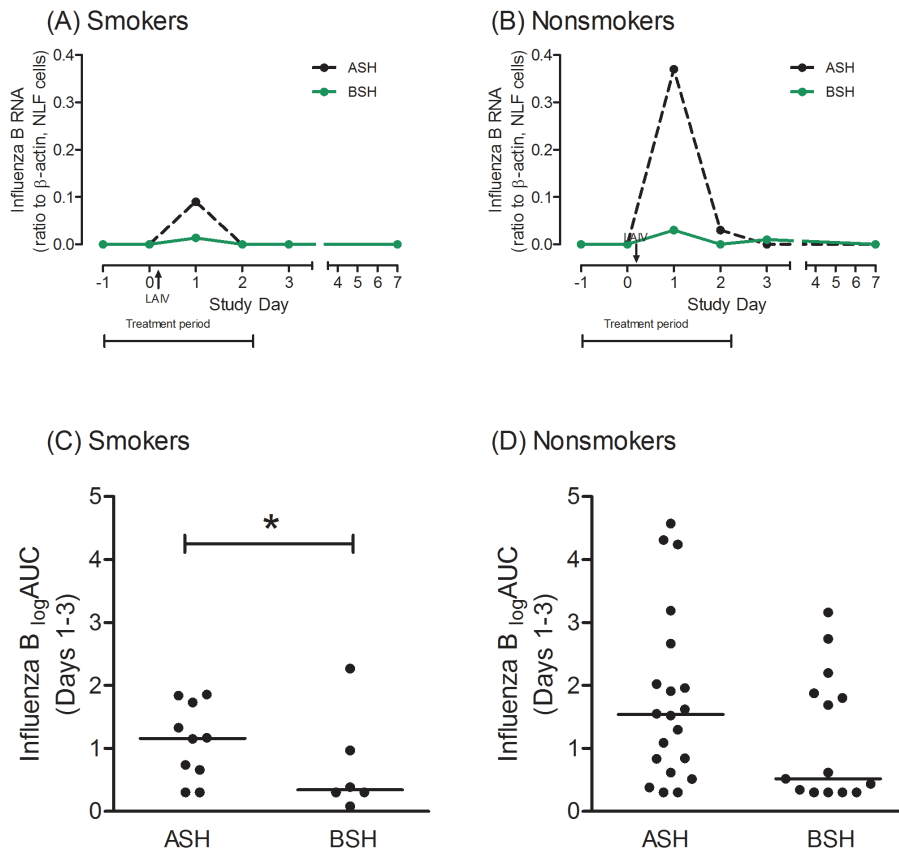 (A) Smokers
Influenza B RNA
(ratio to β-actin, NLF cells)
0.4
0.3
0.2
0.1
0.0
ASH
BSH
-1 0 1 2 3 4 5 6 7
LAIV
Study Day
Treatment period
(B) Nonsmokers
Influenza B RNA
(ratio to β-actin, NLF cells)
0.4
0.3
0.2
0.1
0.0
ASH
BSH
LAIV
-1 0 1 2 3 4 5 6 7
Study Day
Treatment period
(C) Smokers
Influenza B logAUC
(Days 1-3)
5
4
3
2
1
0
*
ASH BSH
(D) Nonsmokers
Influenza B logAUC
(Days 1-3)
5
4
3
2
1
0
ASH BSH